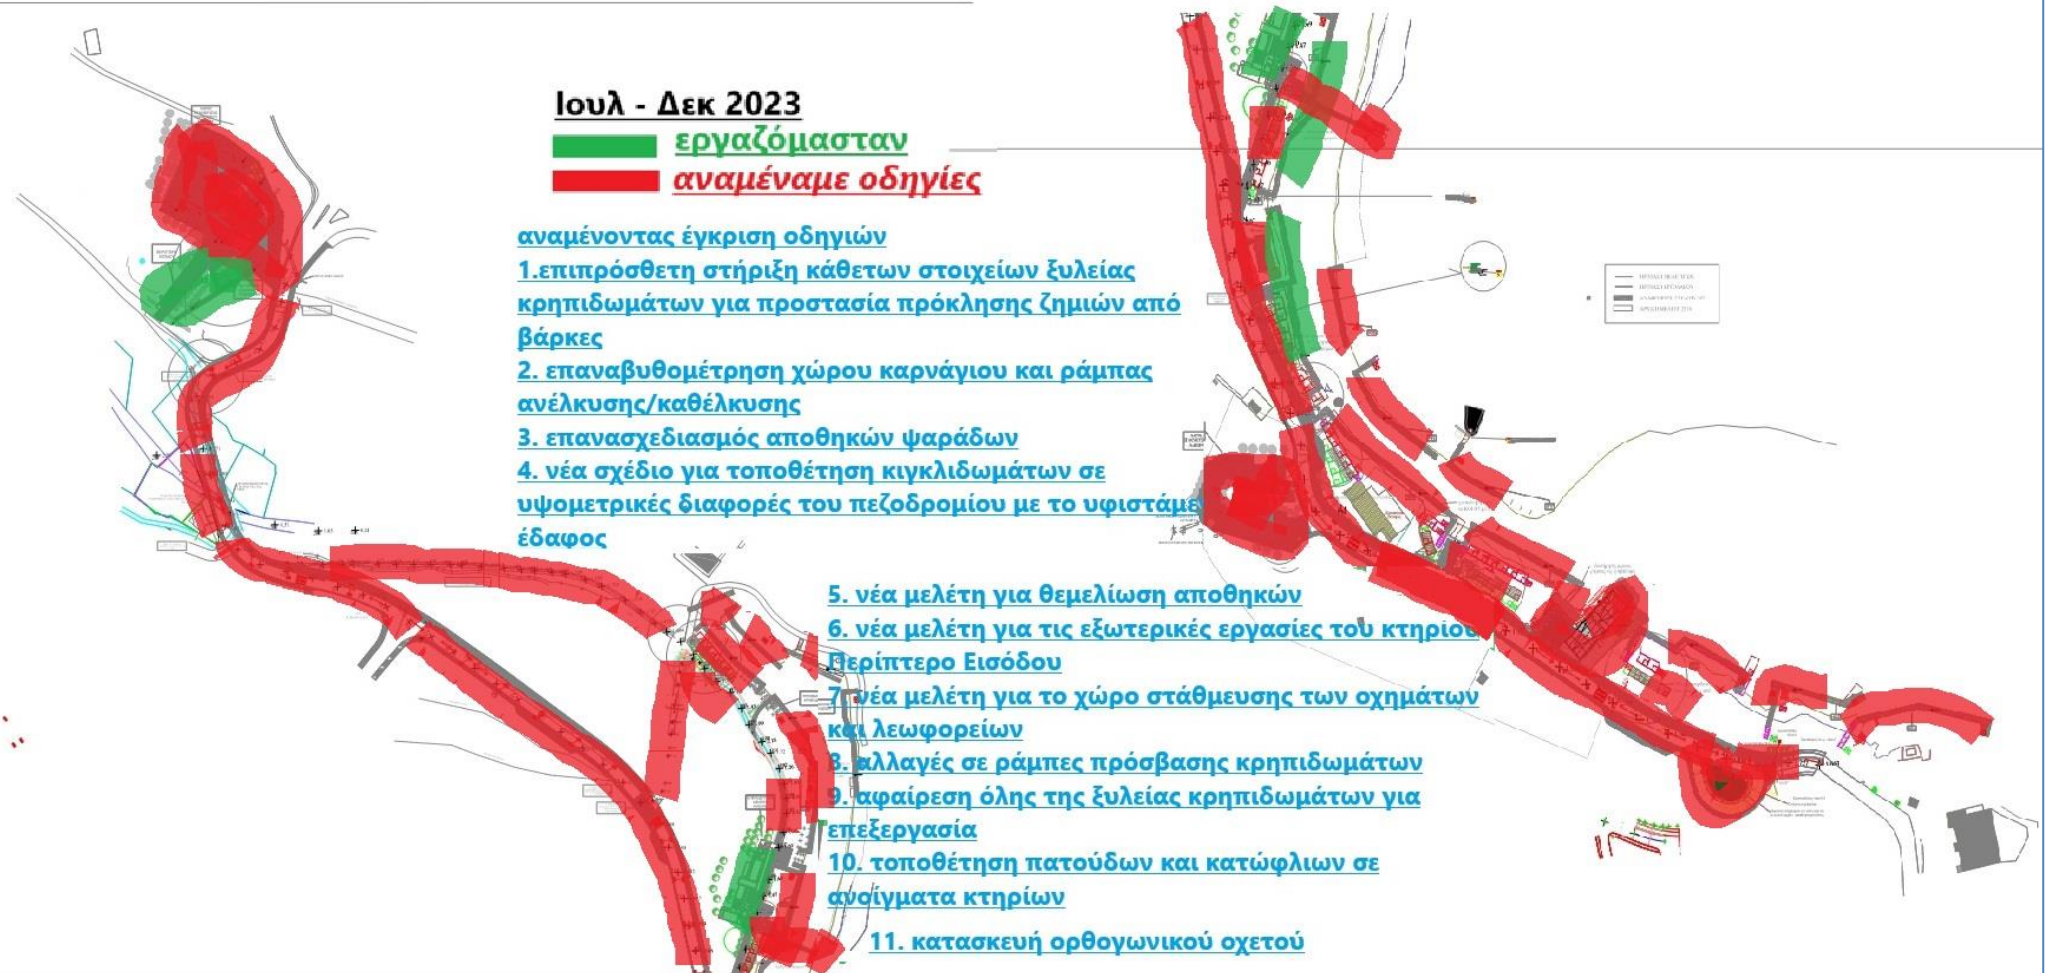 Ιουλ - Δεκ 2023
εργαζόμασταν
αναμέναμε οδηγίες
αναμένοντας έγκριση οδηγιών
1.επιπρόσθετη στήριξη κάθετων στοιχείων ξυλείας
κρηπιδωμάτων για προστασία πρόκλησης ζημιών από
βάρκες
2. επαναβυθομέτρηση χώρου καρνάγιου και ράμπας
ανέλκυσης/καθέλκυσης
3. επανασχεδιασμός αποθηκών ψαράδων
4. νέα σχέδιο για τοποθέτηση κιγκλιδωμάτων σε
υψομετρικές διαφορές του πεζοδρομίου με το υφιστάμε
έδαφος
5. νέα μελέτη για θεμελίωση αποθηκών
6. νέα μελέτη για τις εξωτερικές εργασίες του κτηρίου
Περίπτερο Εισόδου
7. νέα μελέτη για το χώρο στάθμευσης των οχημάτων
και λεωφορείων
8. αλλαγές σε ράμπες πρόσβασης κρηπιδωμάτων
9. αφαίρεση όλης της ξυλείας κρηπιδωμάτων για
επεξεργασία
10. τοποθέτηση πατούδων και κατώφλιων σε
ανοίγματα κτηρίων
11. κατασκευή ορθογωνικού οχετού